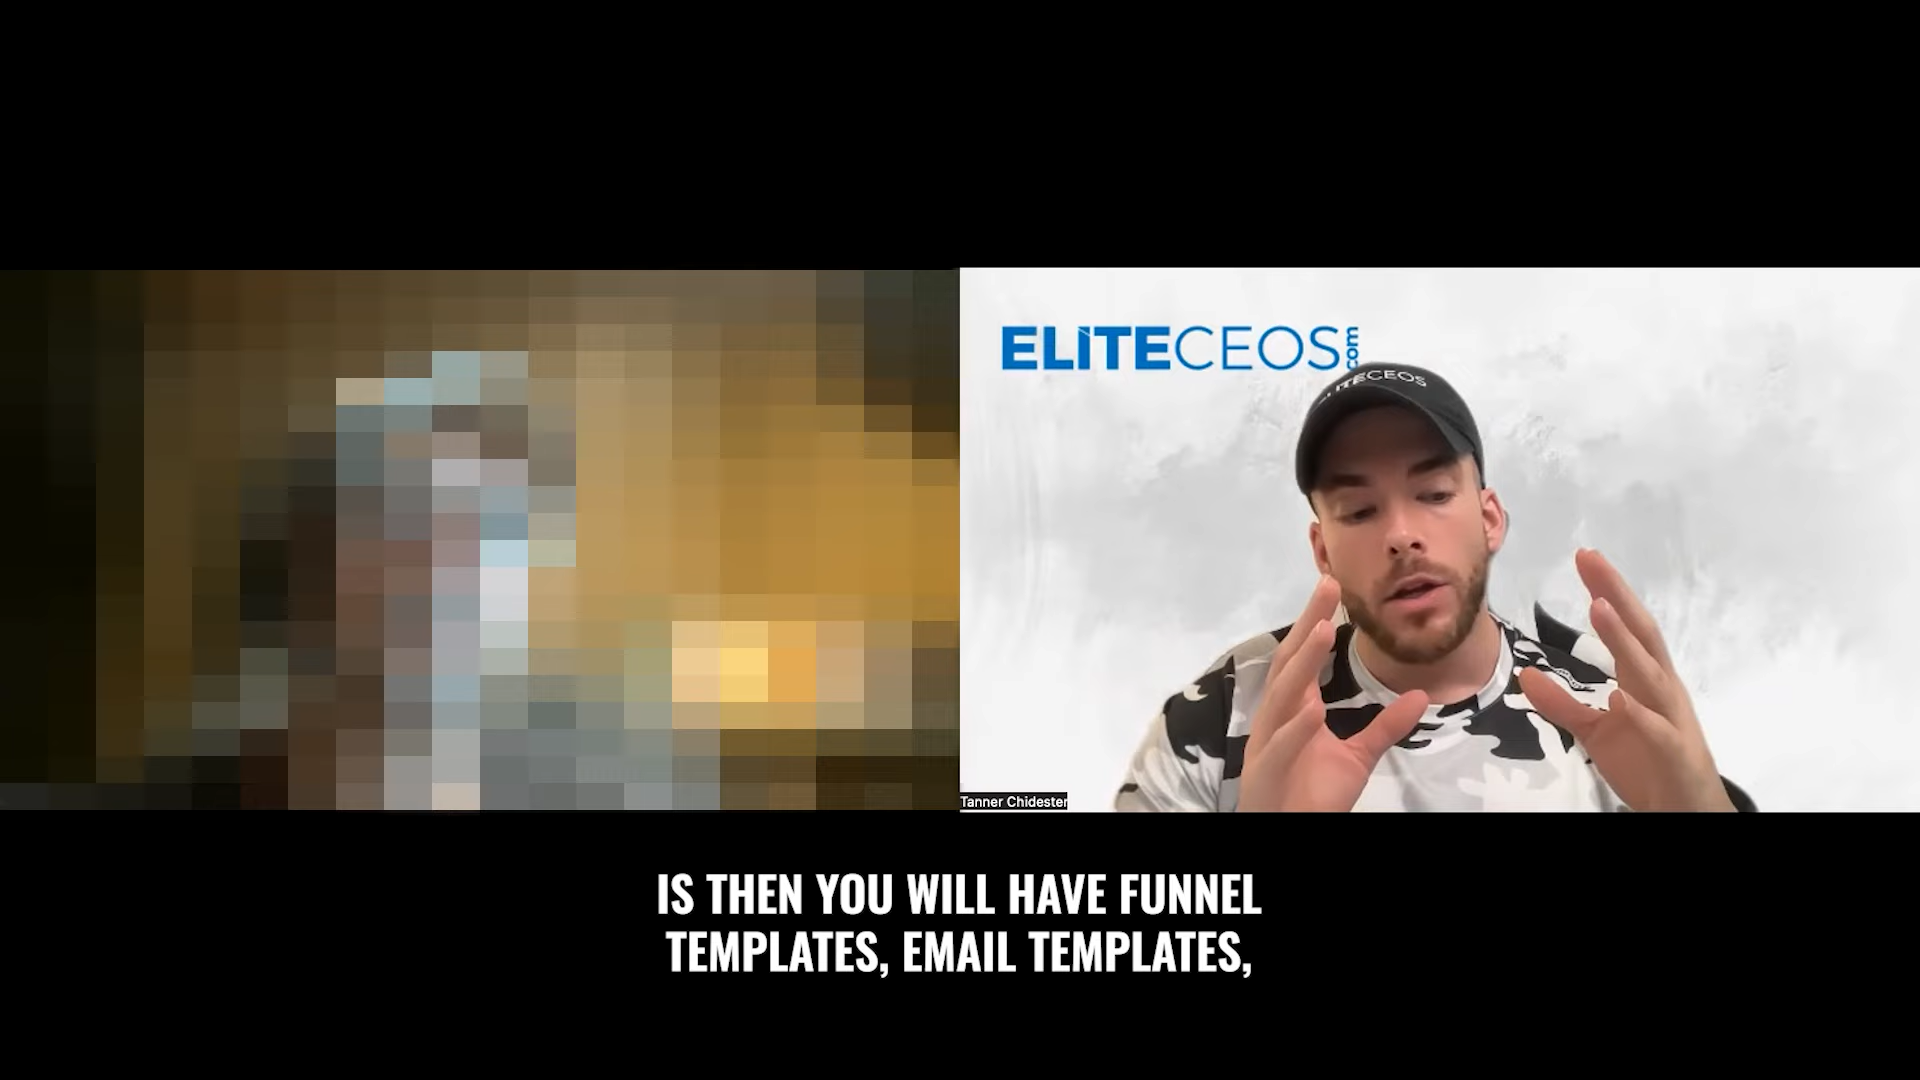 ELITECEOS.com
ELITECEOS
Tanner Chidester
IS THEN YOU WILL HAVE FUNNEL
TEMPLATES, EMAIL TEMPLATES,